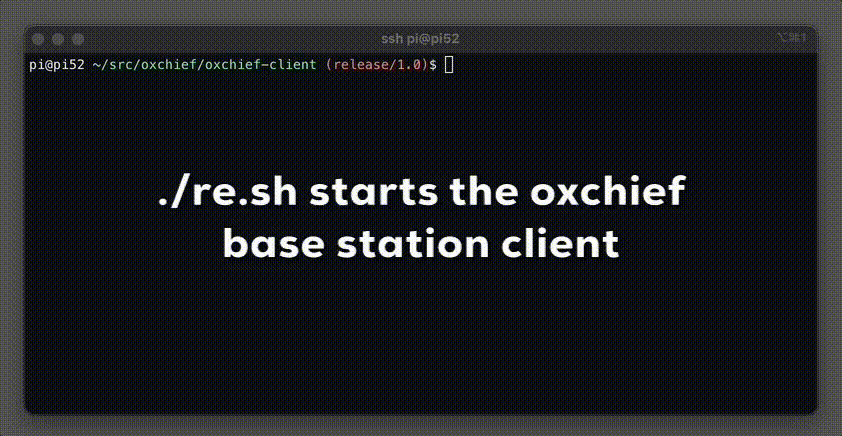 ssh pi@pi52
⌥⌘1
pi@pi52 ~/src/oxchief/oxchief-client (release/1.0)$
./re.sh starts the oxchief
base station client